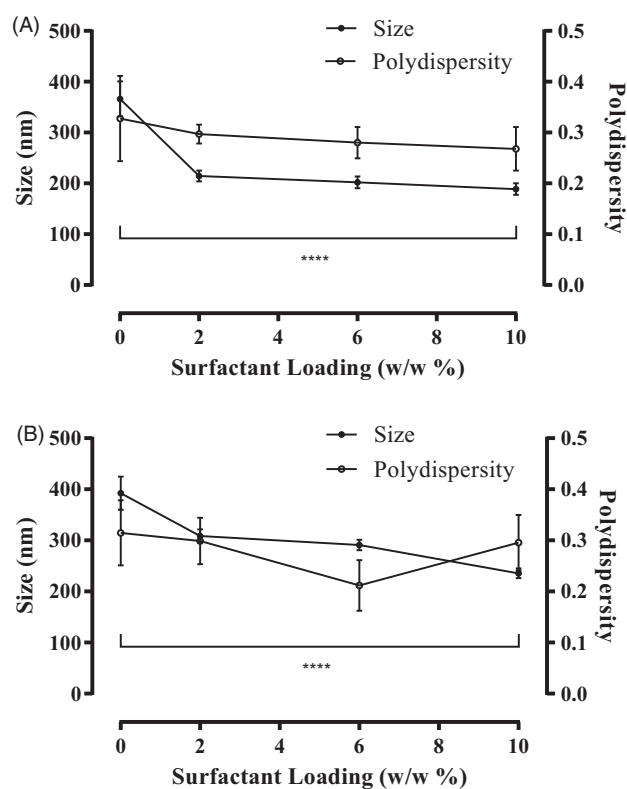 (A)
500
400
300
200
100
0
Size (nm)
Size
Polydispersity
0.5
0.4
0.3
0.2
0.1
0.0
Polydispersity
****
0 2 4 6 8 10
Surfactant Loading (w/w %)
(B)
500
400
300
200
100
0
Size (nm)
Size
Polydispersity
0.5
0.4
0.3
0.2
0.1
0.0
Polydispersity
****
0 2 4 6 8 10
Surfactant Loading (w/w %)